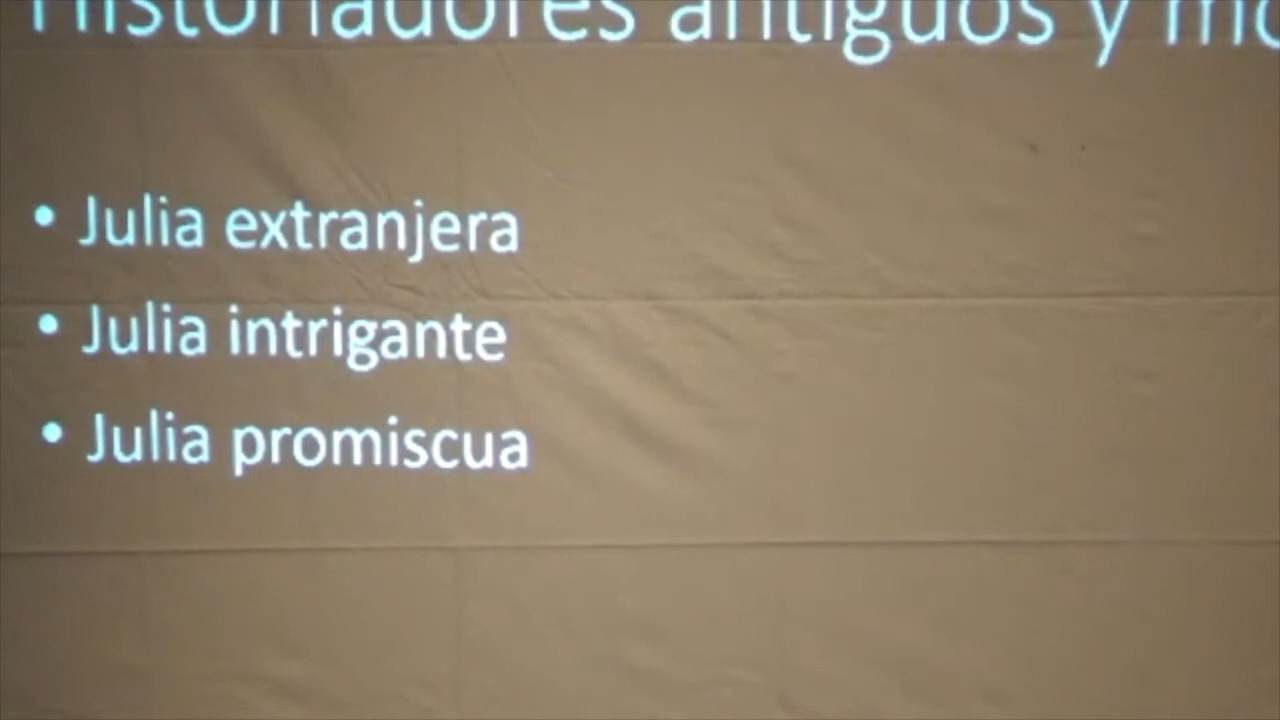 Historiadores antiguos y
• Julia extranjera
• Julia intrigante
• Julia promiscua